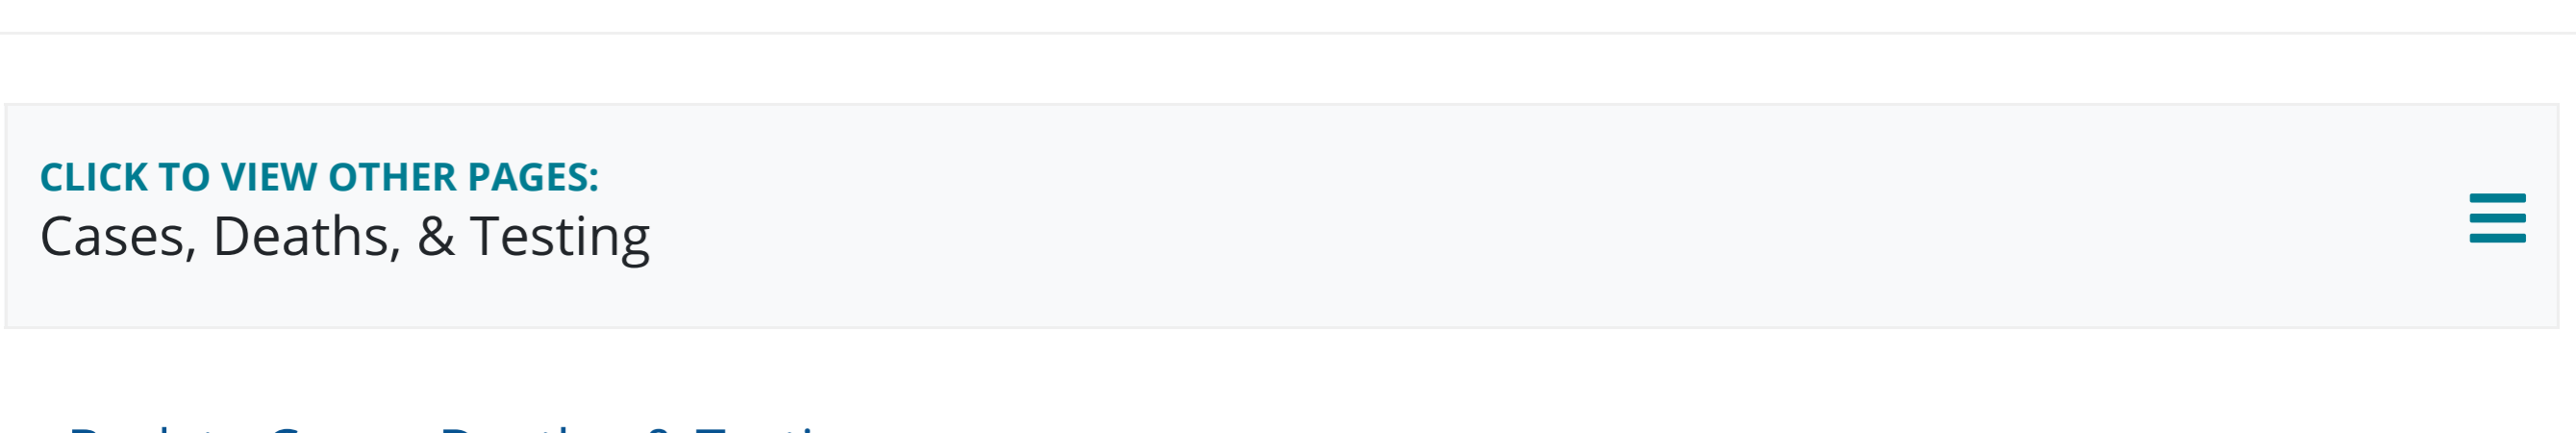 CLICK TO VIEW OTHER PAGES:
Cases, Deaths, & Testing